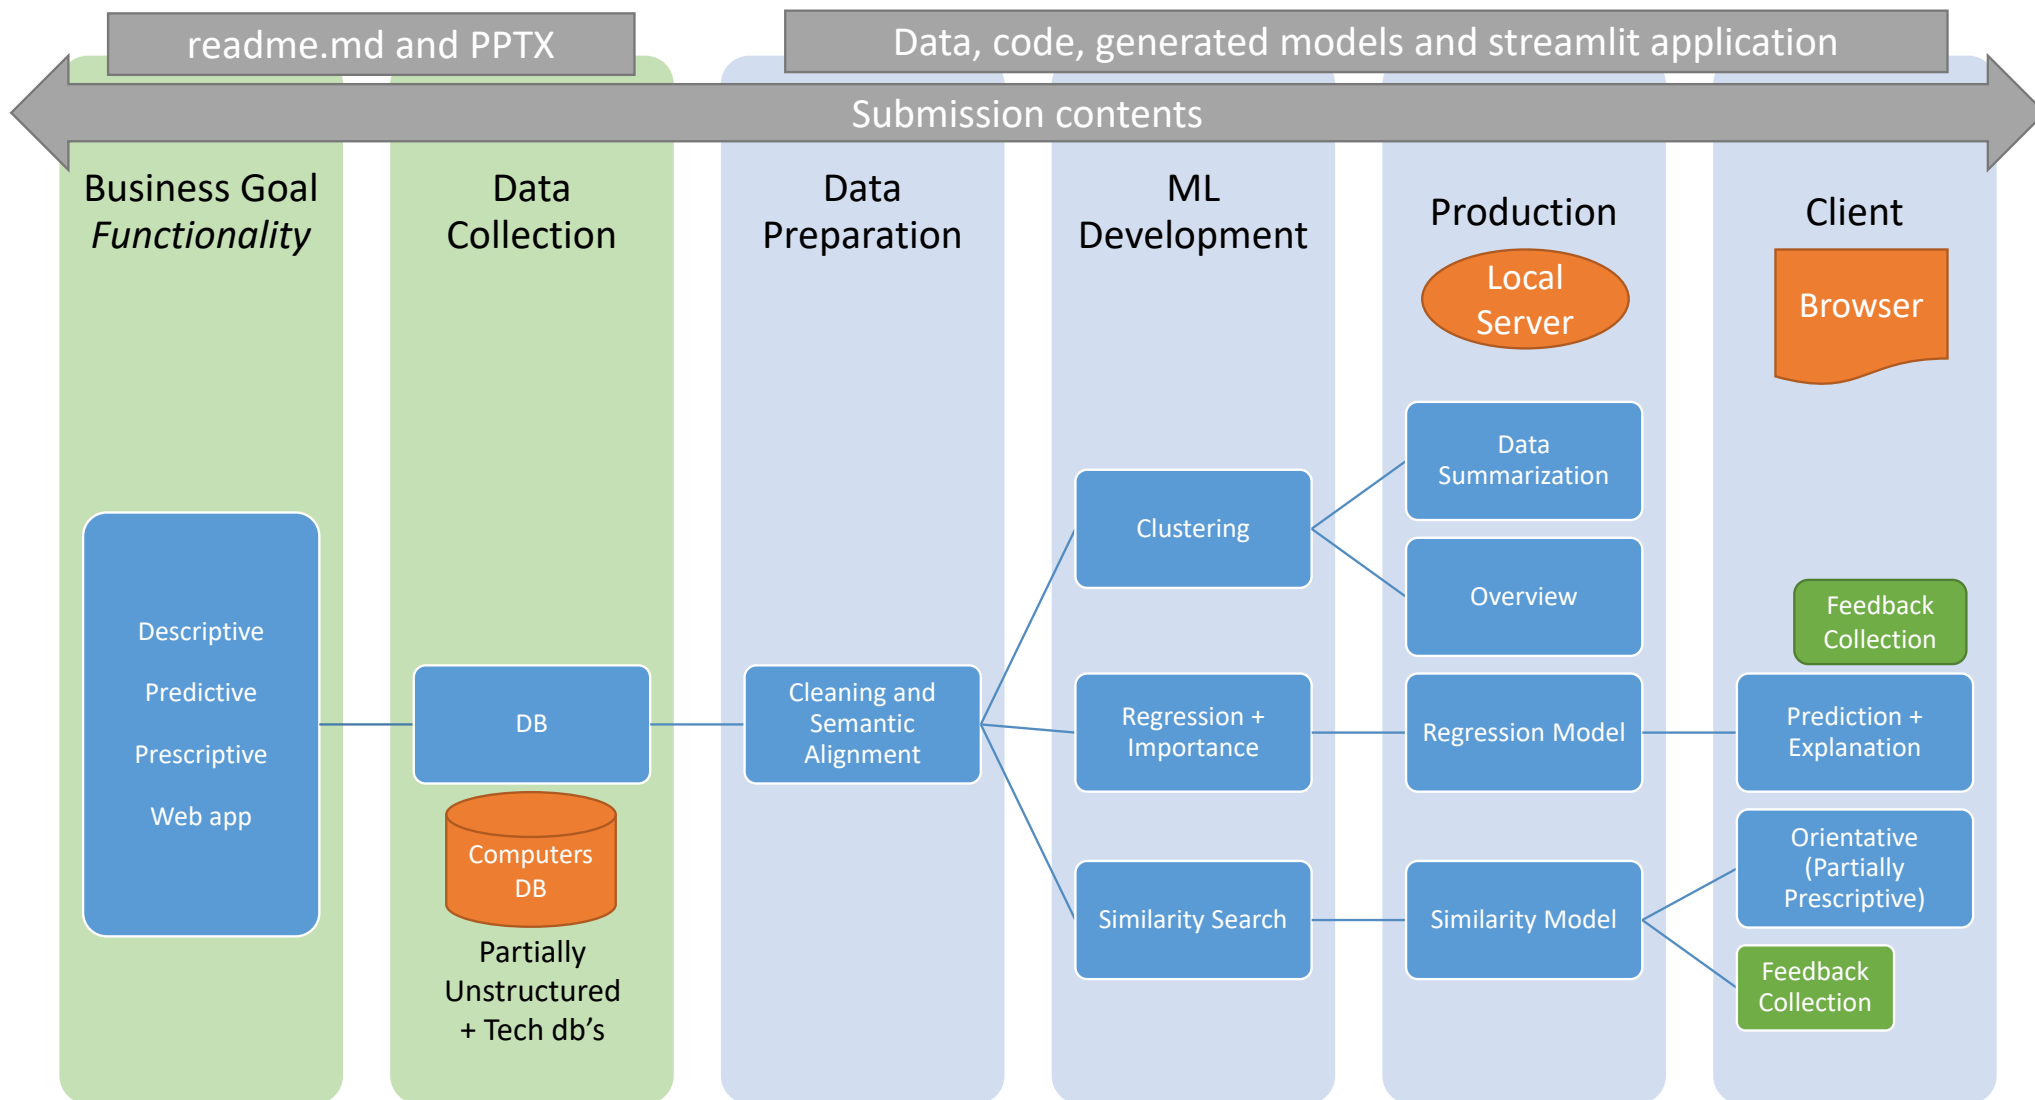 readme.md and PPTX
Data, code, generated models and streamlit application
Submission contents
Business Goal
Functionality
Data
Collection
Data
Preparation
ML
Development
Production
Client
Local
Server
Browser
Descriptive
Predictive
Prescriptive
Web app
DB
Computers
DB
Partially
Unstructured
+ Tech db’s
Cleaning and
Semantic
Alignment
Clustering
Regression +
Importance
Similarity Search
Data
Summarization
Overview
Regression Model
Similarity Model
Feedback
Collection
Prediction +
Explanation
Orientative
(Partially
Prescriptive)
Feedback
Collection